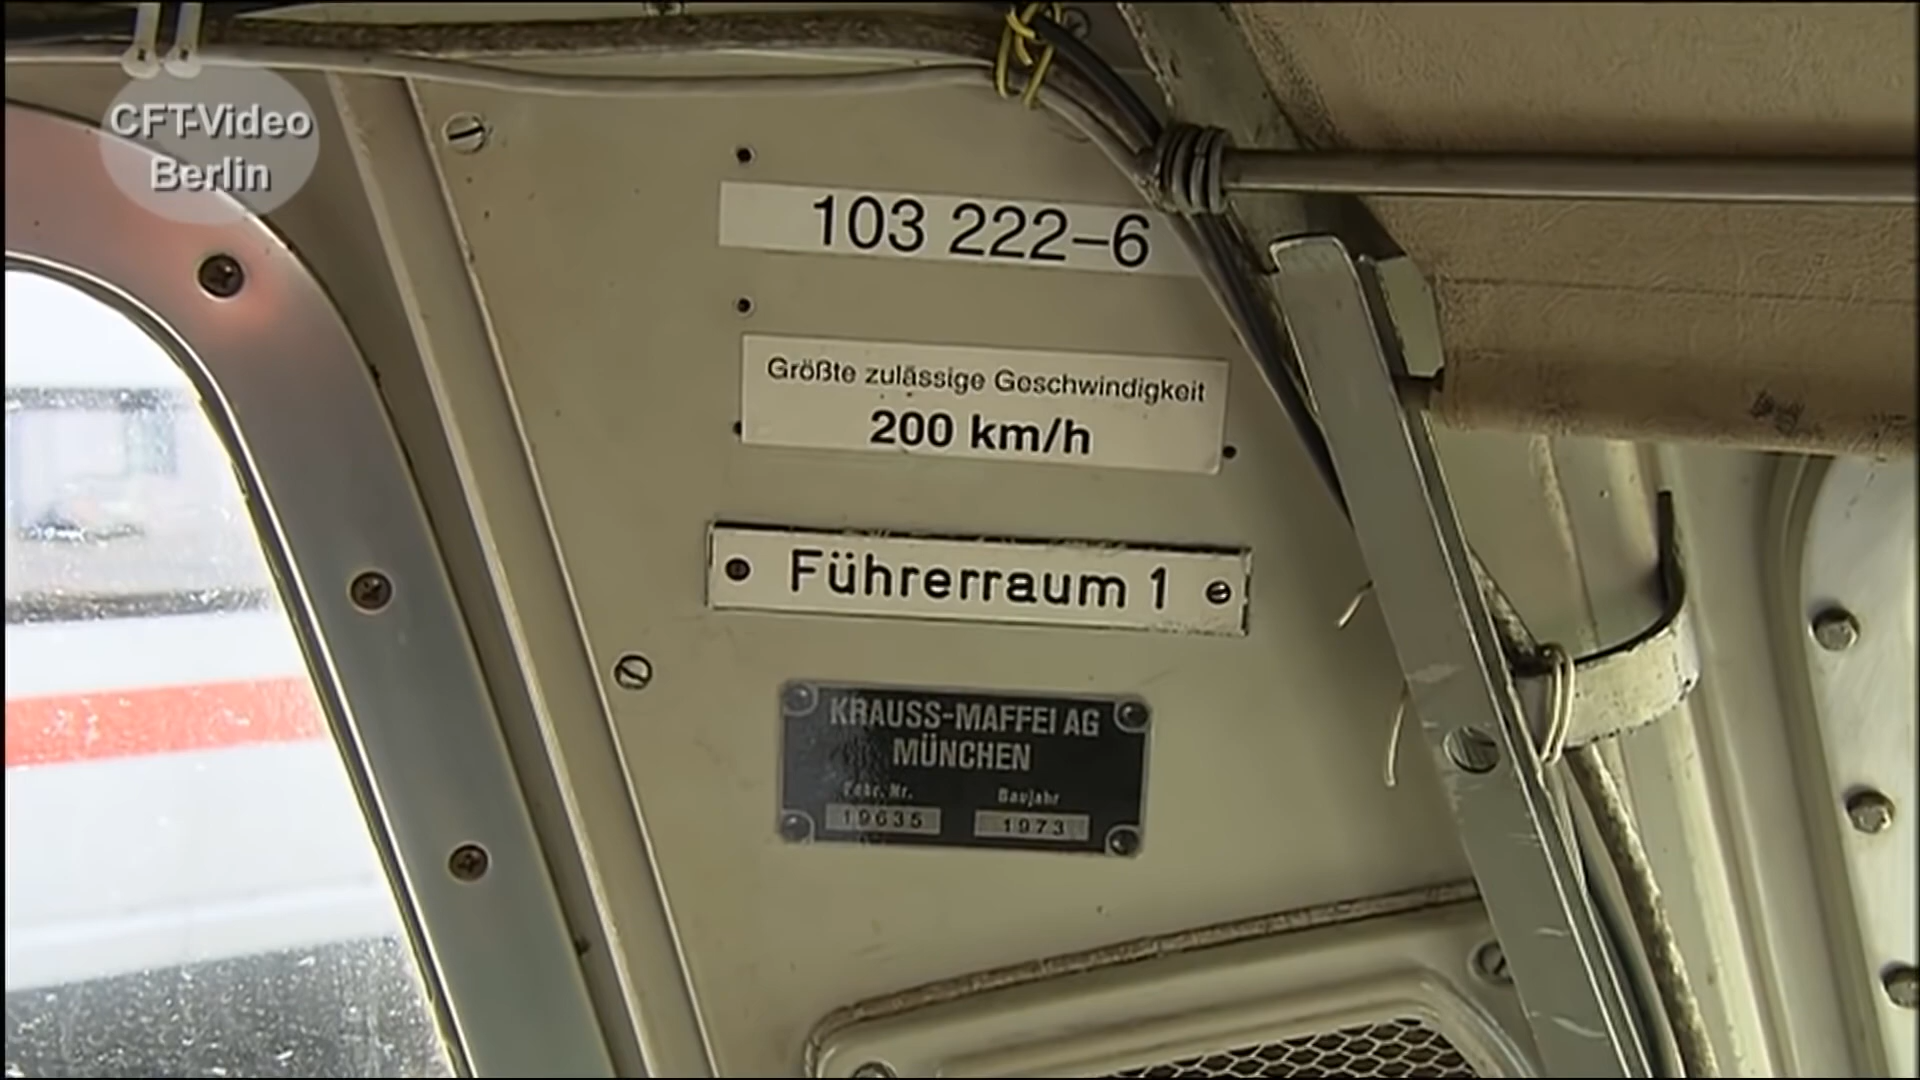 CFT-Video
Berlin
103 222-6
Größte zulässige Geschwindigkeit
200 km/h
Führerraum 1
KRAUSS-MAFFEI AG
MÜNCHEN
Fabr. Nr. Baujahr
19635 1973